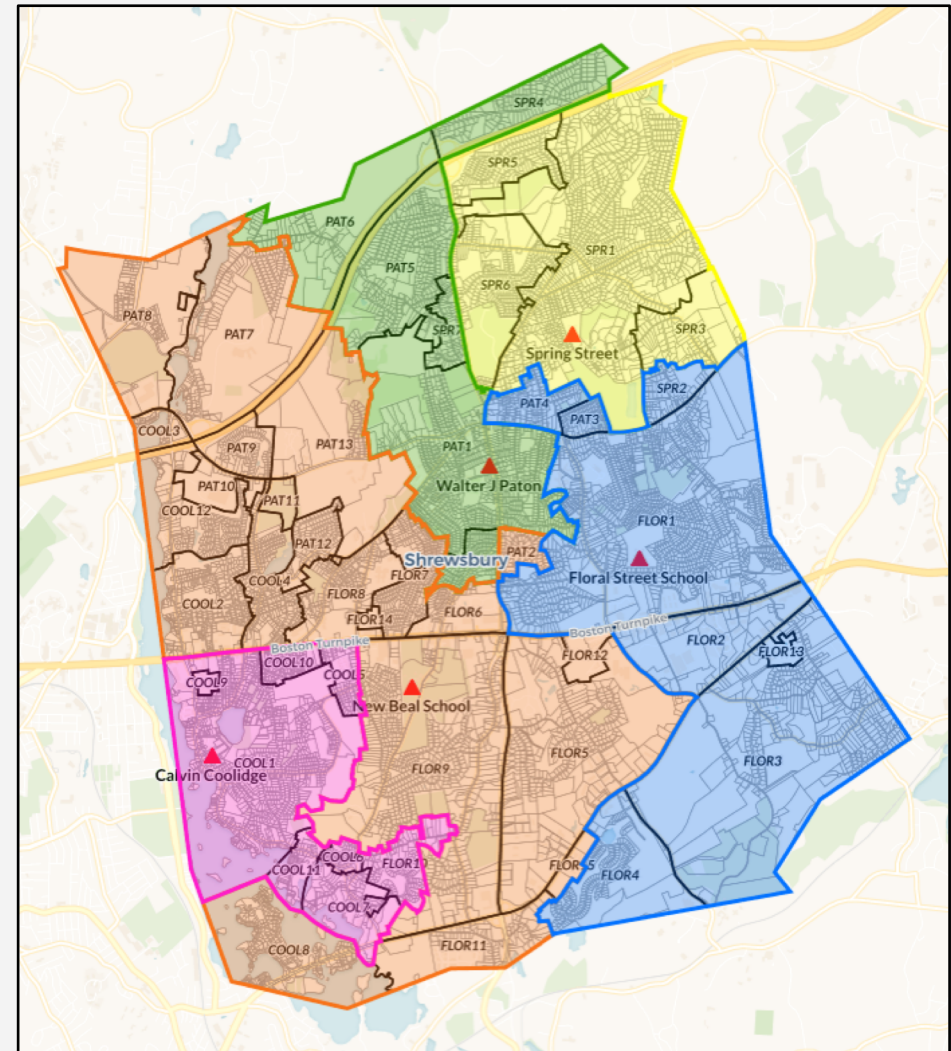 SPR4
SPR5
PAT6
SPR1
PAT5
SPR6
PAT8
PAT7
SPR7
SPR3
Spring Street
SPR2
PAT4
PAT3
COOL3
PAT9
PAT13
PAT1
Walter J Paton
PAT10
PAT11
COOL12
FLOR1
PAT12
PAT2
Shrewsbury
FLOR7
Floral Street School
COOL4
FLOR8
COOL2
FLOR6
FLOR14
Boston Turnpike
Boston Turnpike
FLOR2
FLOR13
FLOR12
COOL10
COOL5
COOL9
New Beal School
FLOR5
COOL1
Calvin Coolidge
FLOR9
FLOR3
COOL6
FLOR10
COOL11
FLOR4
COOL7
FLOR11
COOL8